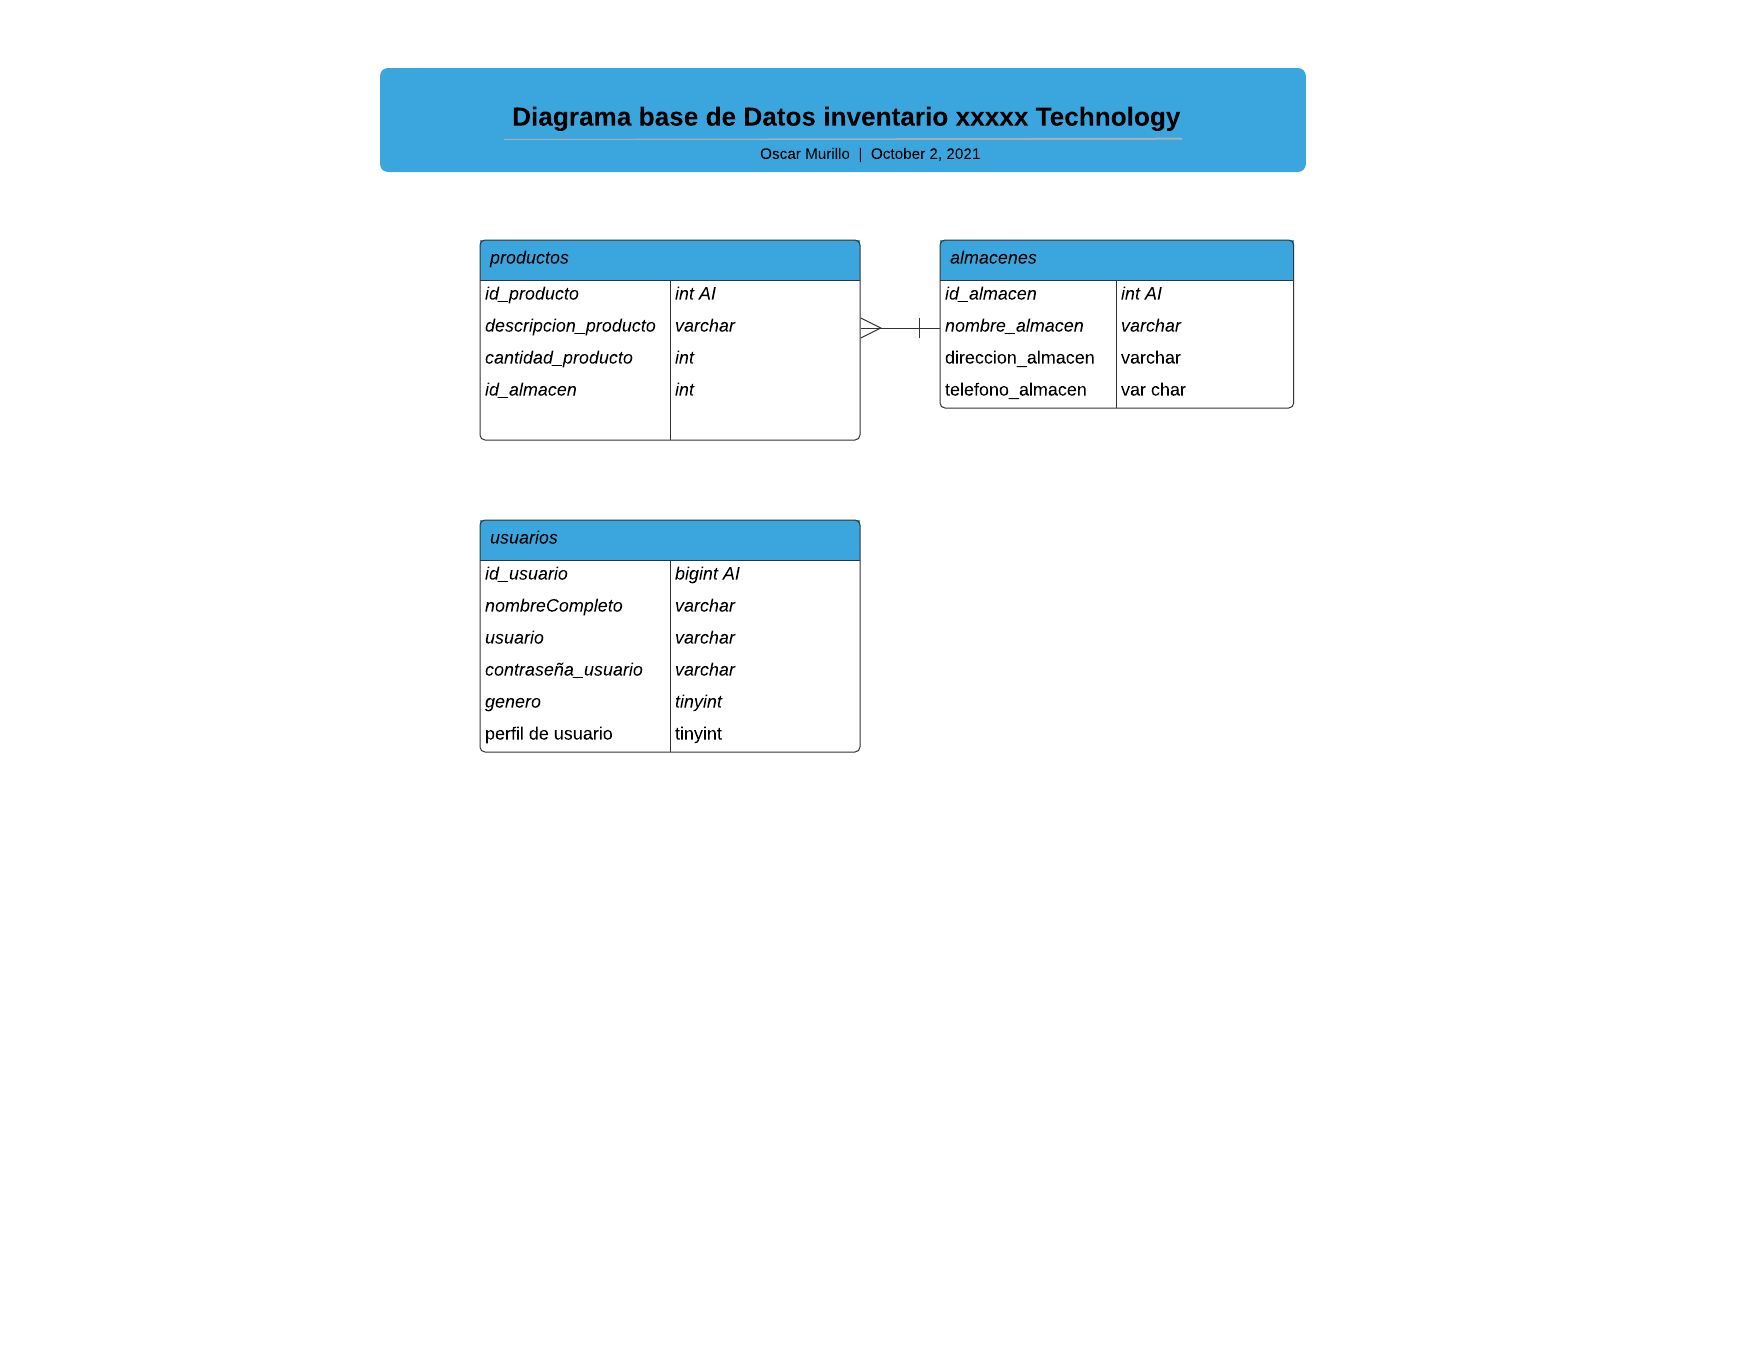 Diagrama base de Datos inventario xxxxx Technology
Oscar Murillo | October 2, 2021
productos
id_producto int AI
descripcion_producto varchar
cantidad_producto int
id_almacen int
almacenes
id_almacen int AI
nombre_almacen varchar
direccion_almacen varchar
telefono_almacen var char
usuarios
id_usuario bigint AI
nombreCompleto varchar
usuario varchar
contraseña_usuario varchar
genero tinyint
perfil de usuario tinyint